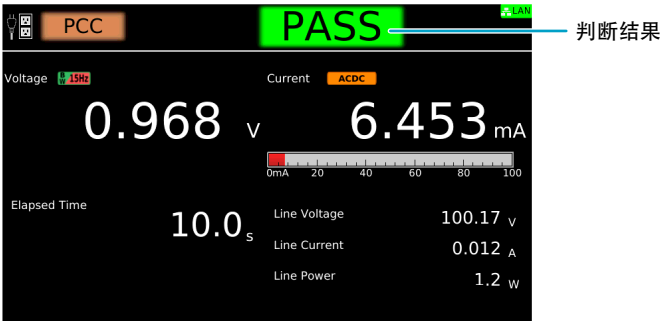 PCC PASS LAN
判断结果
Voltage BW 15Hz Current ACDC
0.968 V 6.453 mA
0mA 20 40 60 80 100
Elapsed Time
10.0 s
Line Voltage 100.17 V
Line Current 0.012 A
Line Power 1.2 W